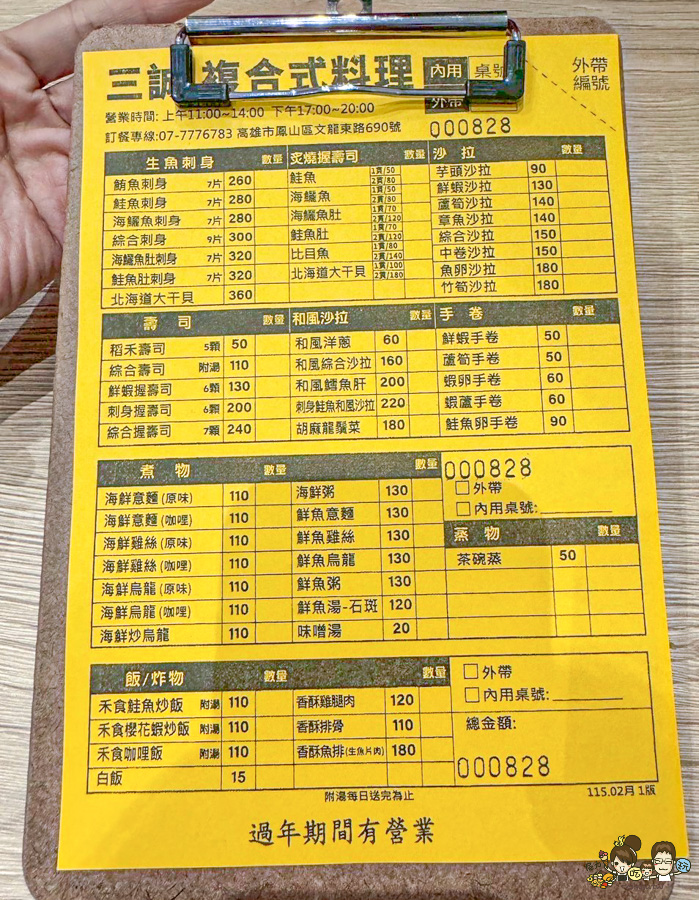 三誠 複合式料理 內用 桌號 外帶
外帶 編號
營業時間: 上午11:00~14:00 下午17:00~20:00
訂餐專線:07-7776783 高雄市鳳山區文龍東路690號 000828
生魚刺身 數量
鮪魚刺身 7片 260
鮭魚刺身 7片 280
海鱺魚刺身 7片 280
綜合刺身 9片 300
海鱺魚肚刺身 7片 320
鮭魚肚刺身 7片 320
北海道大干貝 360
炙燒握壽司 數量
鮭魚 1貫/50 2貫/80
海鱺魚 1貫/50 2貫/80
海鱺魚肚 1貫/70 2貫/120
鮭魚肚 1貫/70 2貫/120
比目魚 1貫/80 2貫/140
北海道大干貝 1貫/100 2貫/180
沙 拉 數量
芋頭沙拉 90
鮮蝦沙拉 130
蘆筍沙拉 140
章魚沙拉 140
綜合沙拉 150
中卷沙拉 150
魚卵沙拉 180
竹筍沙拉 180
壽 司 數量
稻禾壽司 5顆 50
綜合壽司 附湯 110
鮮蝦握壽司 6顆 130
刺身握壽司 6顆 200
綜合握壽司 7顆 240
和風沙拉 數量
和風洋蔥 60
和風綜合沙拉 160
和風鱈魚肝 200
刺身鮭魚和風沙拉 220
胡麻龍鬚菜 180
手 卷
鮮蝦手卷 50
蘆筍手卷 50
蝦卵手卷 60
蝦蘆手卷 60
鮭魚卵手卷 90
煮 物 數量
海鮮意麵(原味) 110
海鮮意麵(咖哩) 110
海鮮雞絲(原味) 110
海鮮雞絲(咖哩) 110
海鮮烏龍(原味) 110
海鮮烏龍(咖哩) 110
海鮮炒烏龍 110
數量
海鮮粥 130
鮮魚意麵 130
鮮魚雞絲 130
鮮魚烏龍 130
鮮魚粥 130
鮮魚湯-石斑 120
味噌湯 20
000828
外帶
內用桌號:
蒸 物 數量
茶碗蒸 50
飯/炸物 數量
禾食鮭魚炒飯 附湯 110
禾食櫻花蝦炒飯 附湯 110
禾食咖哩飯 附湯 110
白飯 15
數量
香酥雞腿肉 120
香酥排骨 110
香酥魚排(生魚片肉) 180
外帶
內用桌號:
總金額:
000828
附湯每日送完為止
115.02月 1版
過年期間有營業